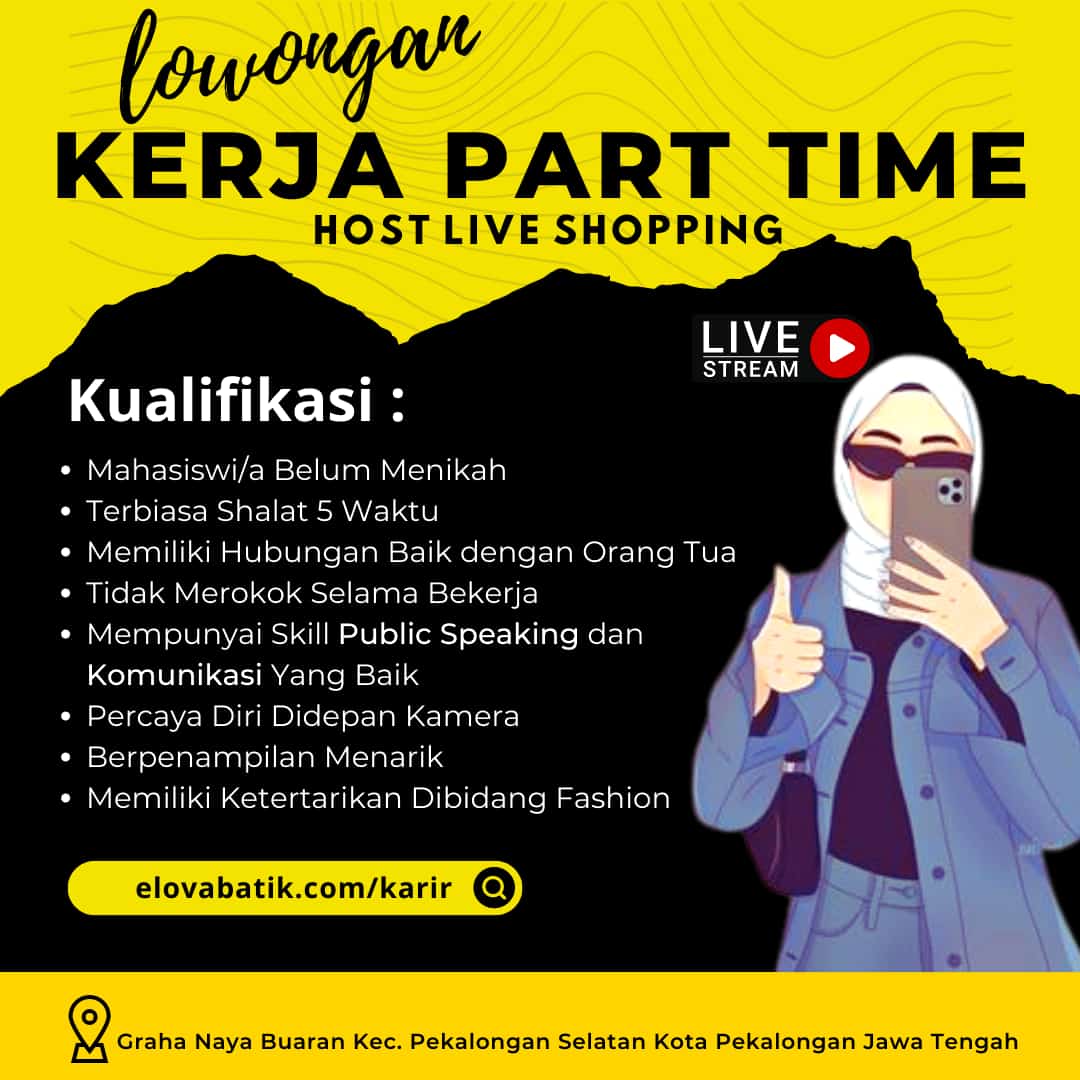 lowongan
KERJA PART TIME
HOST LIVE SHOPPING
LIVE
STREAM
Kualifikasi :
• Mahasiswi/a Belum Menikah
• Terbiasa Shalat 5 Waktu
• Memiliki Hubungan Baik dengan Orang Tua
• Tidak Merokok Selama Bekerja
• Mempunyai Skill Public Speaking dan
Komunikasi Yang Baik
• Percaya Diri Didepan Kamera
• Berpenampilan Menarik
• Memiliki Ketertarikan Dibidang Fashion
elovabatik.com/karir
Graha Naya Buaran Kec. Pekalongan Selatan Kota Pekalongan Jawa Tengah